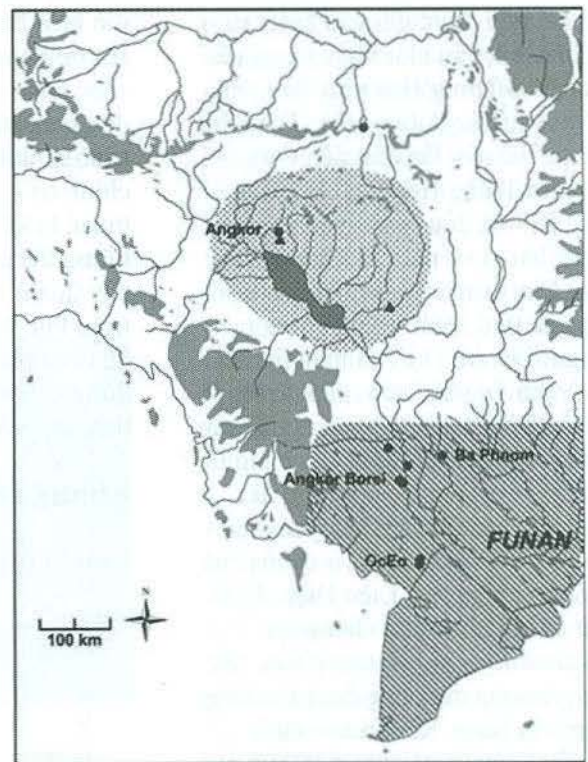 Angkor
Ba Phnom
Angkor Borei
FUNAN
OcEo
N
100 km